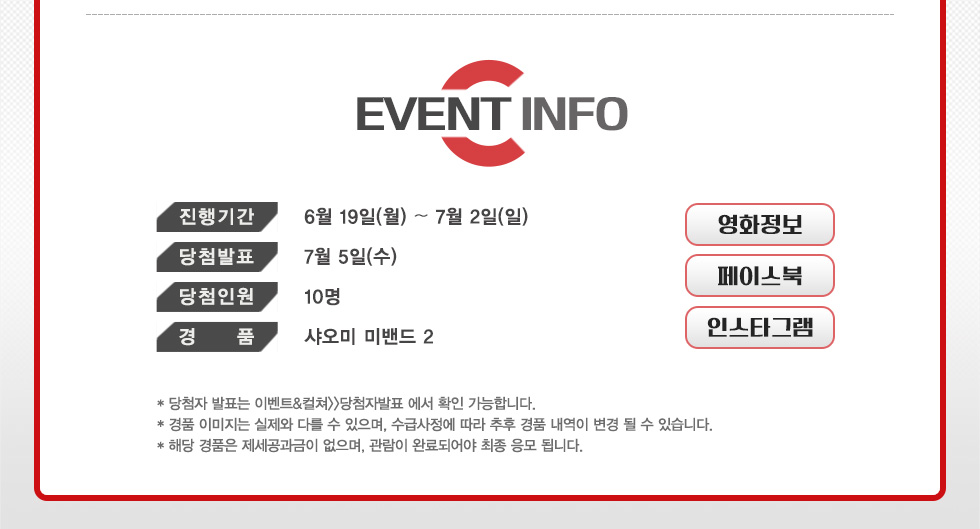 EVENT INFO
진행기간 6월 19일(월) ~ 7월 2일(일)
당첨발표 7월 5일(수)
당첨인원 10명
경 품 샤오미 미밴드 2
영화정보
페이스북
인스타그램
* 당첨자 발표는 이벤트&컬쳐>>당첨자발표 에서 확인 가능합니다.
* 경품 이미지는 실제와 다를 수 있으며, 수급사정에 따라 추후 경품 내역이 변경 될 수 있습니다.
* 해당 경품은 제세공과금이 없으며, 관람이 완료되어야 최종 응모 됩니다.